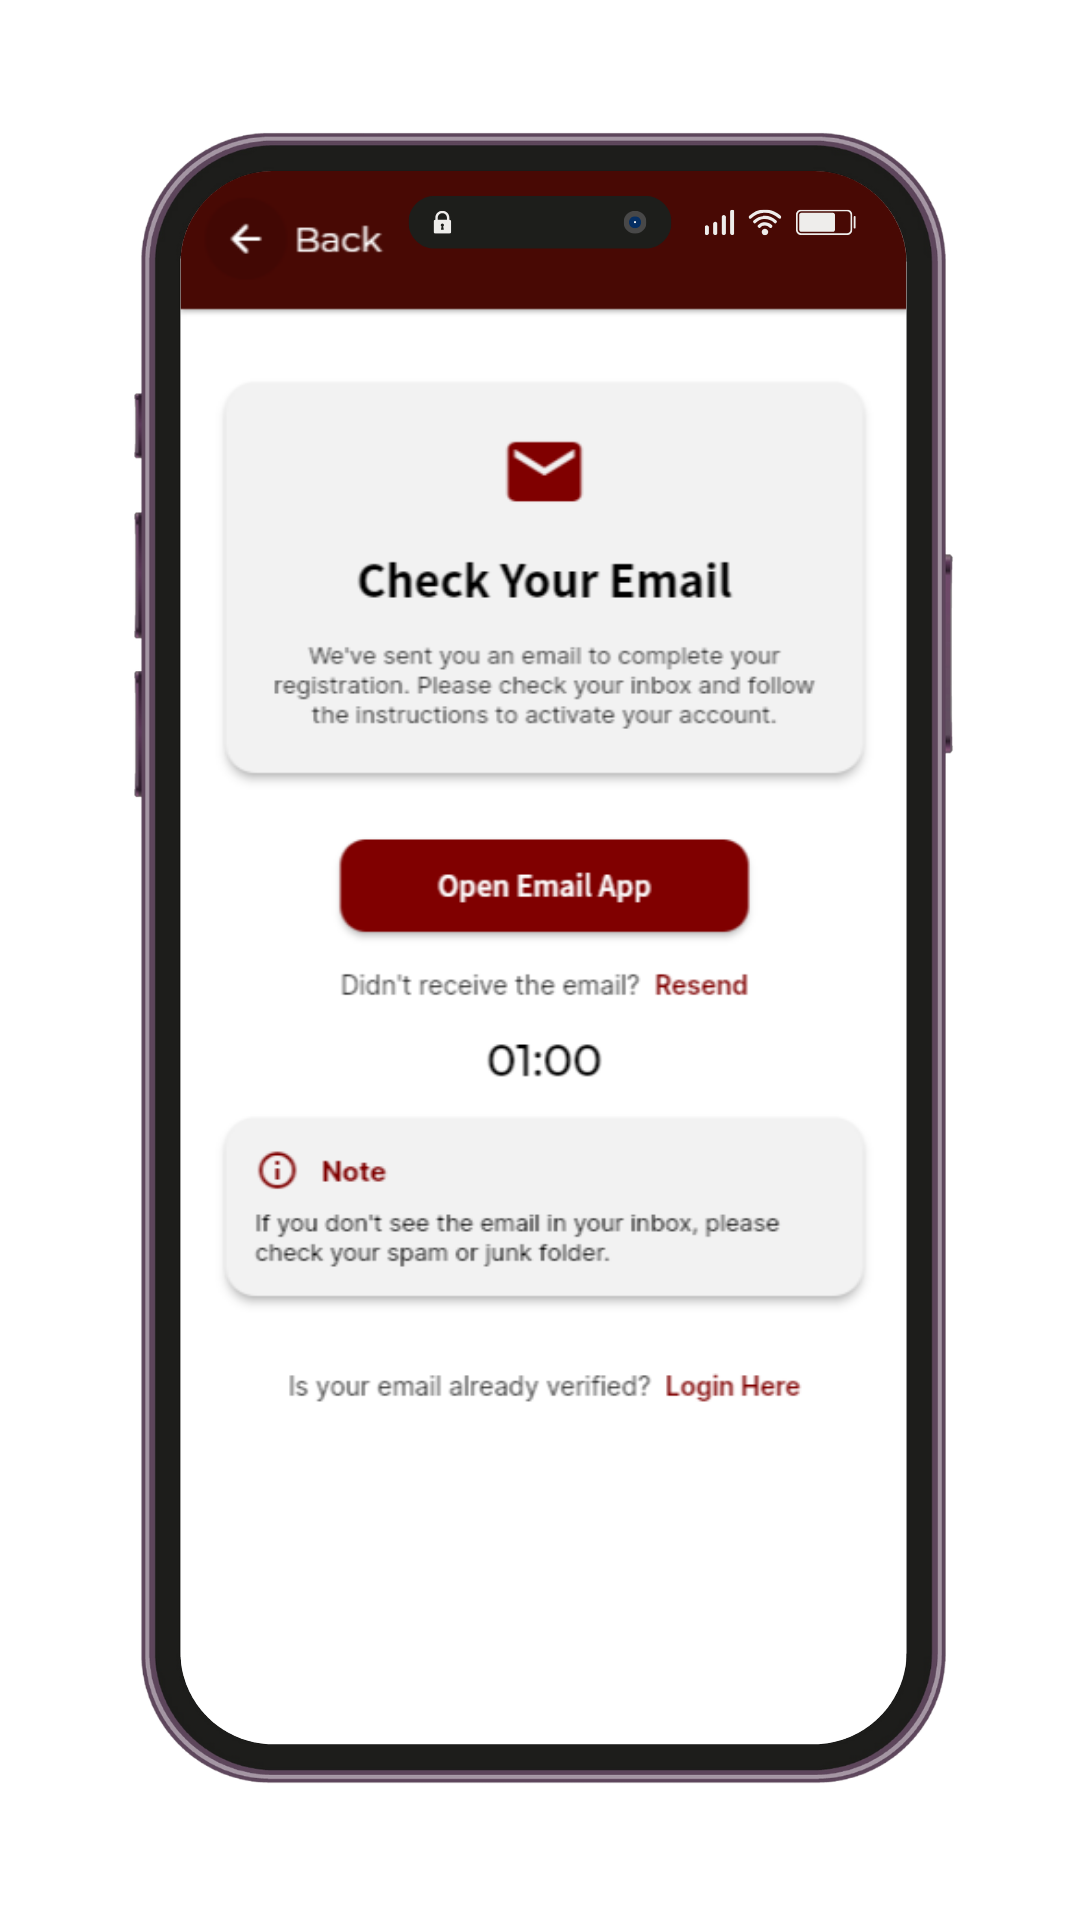 Back
Check Your Email
We've sent you an email to complete your
registration. Please check your inbox and follow
the instructions to activate your account.
Open Email App
Didn't receive the email? Resend
01:00
Note
If you don't see the email in your inbox, please
check your spam or junk folder.
Is your email already verified? Login Here